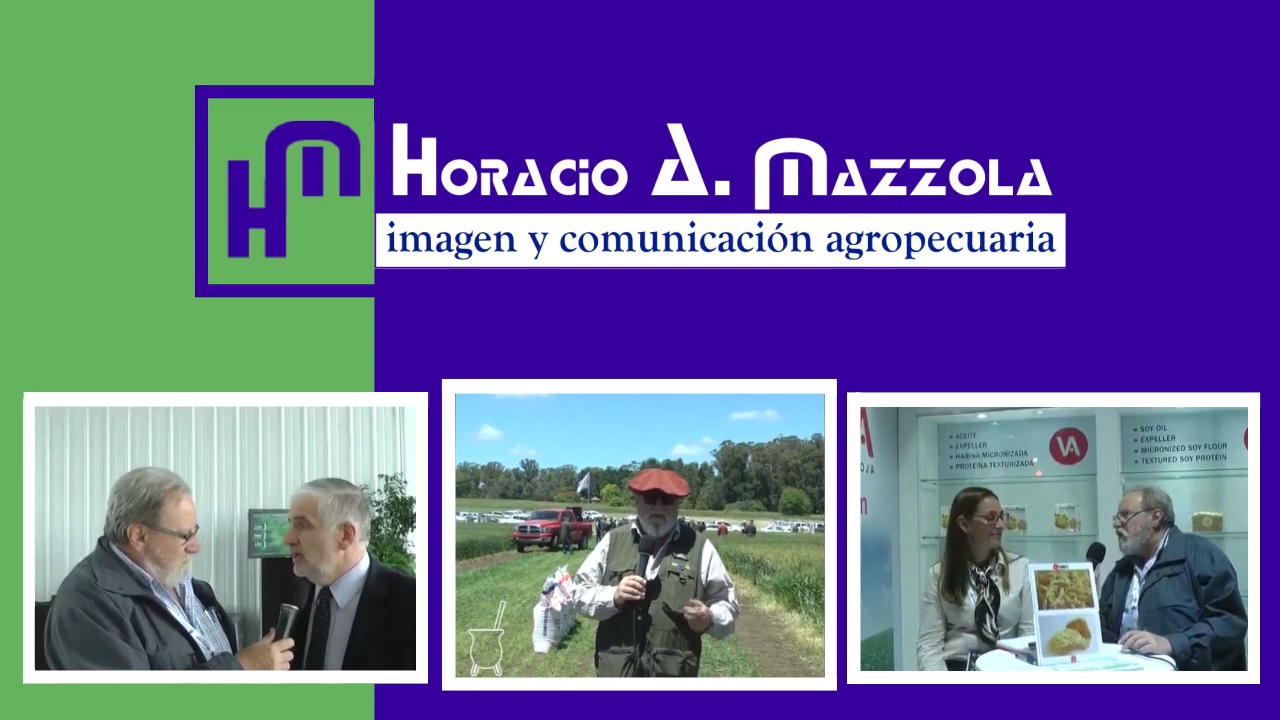 HM
HORACIO A. MAZZOLA
imagen y comunicación agropecuaria
VA
» ACEITE
» EXPELLER
» HARINA MICRONIZADA
» PROTEÍNA TEXTURIZADA
» SOY OIL
» EXPELLER
» MICRONIZED SOY FLOUR
» TEXTURED SOY PROTEIN